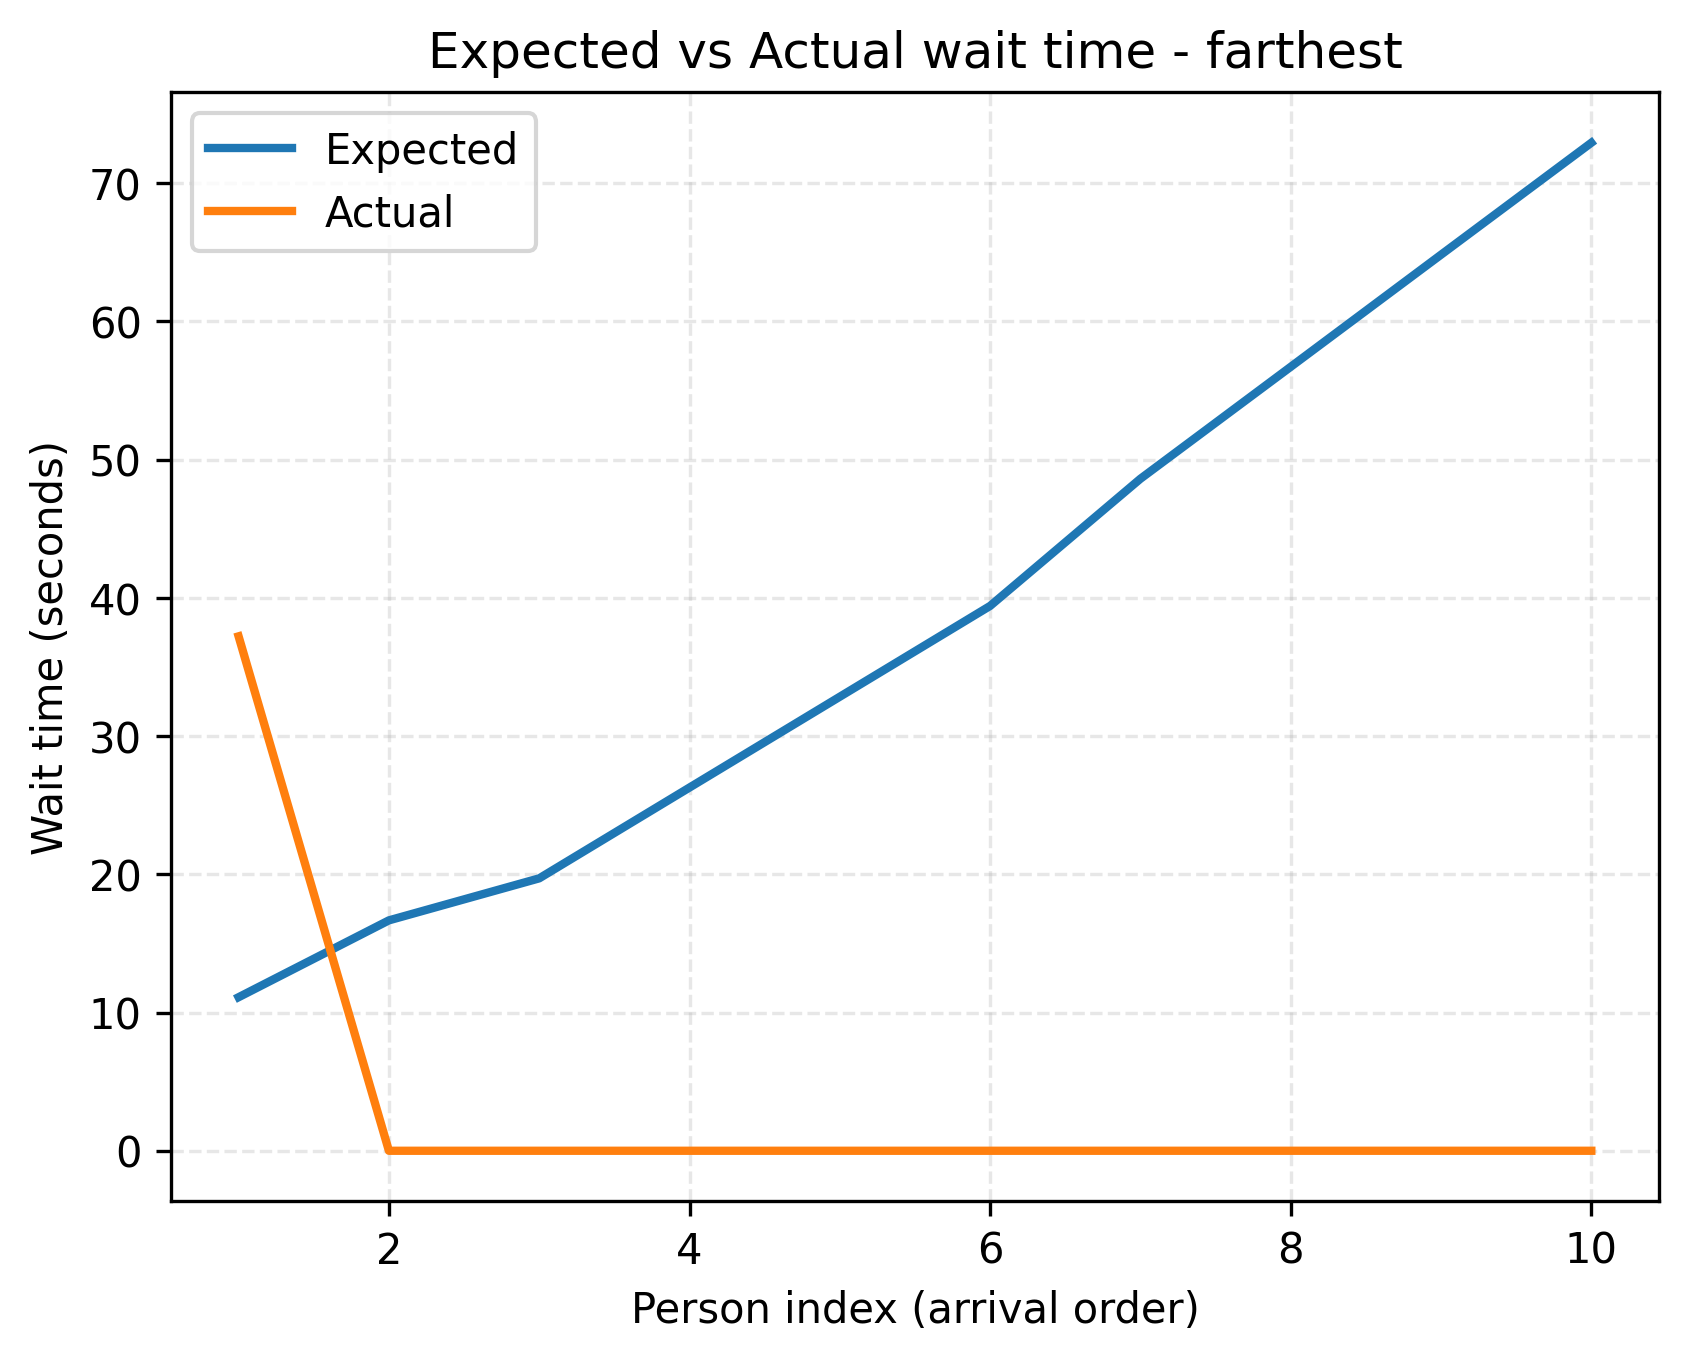 Expected vs Actual wait time - farthest
Expected
Actual
70
60
50
40
30
20
10
0
Wait time (seconds)
2 4 6 8 10
Person index (arrival order)